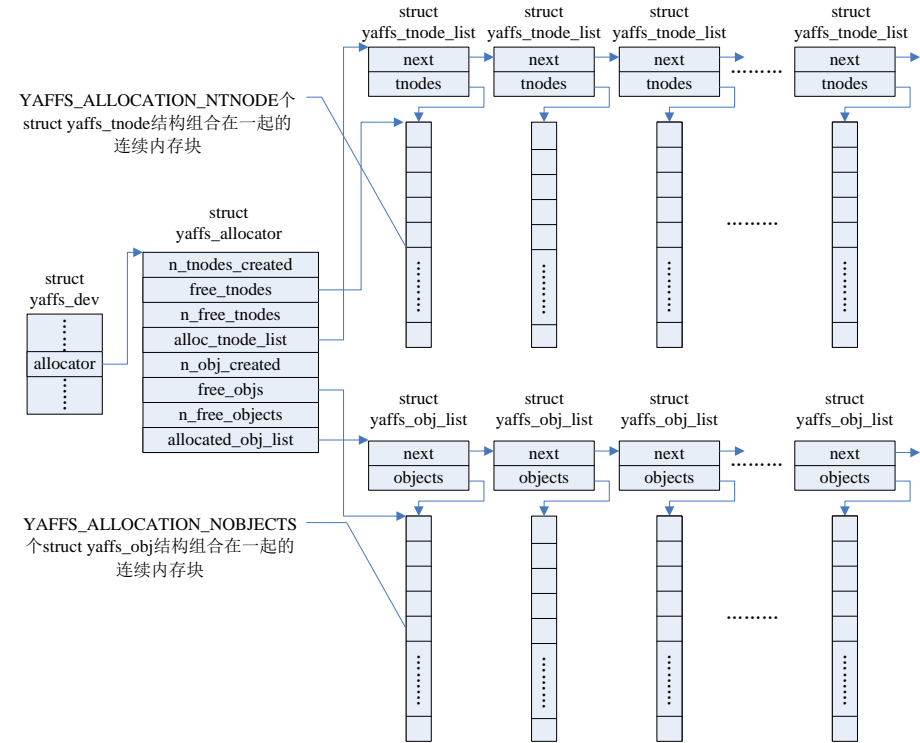 struct
yaffs_tnode_list
struct
yaffs_tnode_list
struct
yaffs_tnode_list
struct
yaffs_tnode_list
next
next
next
next
tnodes
tnodes
tnodes
………
tnodes
YAFFS_ALLOCATION_NTNODE个
struct yaffs_tnode结构组合在一起的
连续内存块
………
struct
yaffs_allocator
n_tnodes_created
free_tnodes
n_free_tnodes
alloc_tnode_list
n_obj_created
free_objs
n_free_objects
allocated_obj_list
struct
yaffs_dev
allocator
struct
yaffs_obj_list
struct
yaffs_obj_list
struct
yaffs_obj_list
struct
yaffs_obj_list
next
next
next
next
objects
objects
objects
………
objects
YAFFS_ALLOCATION_NOBJECTS
个struct yaffs_obj结构组合在一起的
连续内存块
………